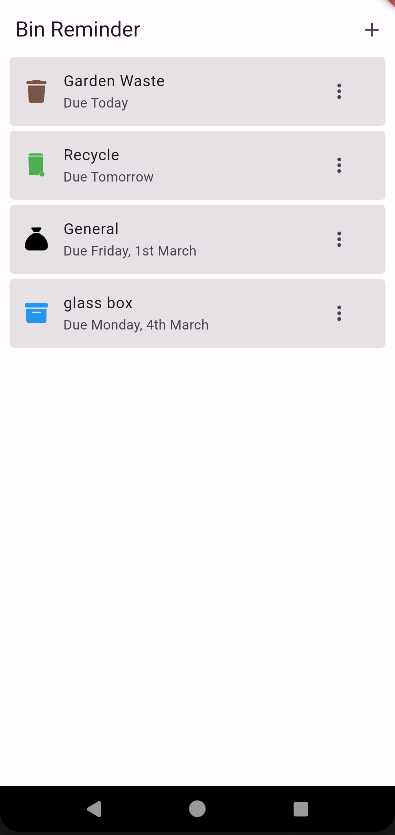 Bin Reminder
Garden Waste
Due Today
Recycle
Due Tomorrow
General
Due Friday, 1st March
glass box
Due Monday, 4th March